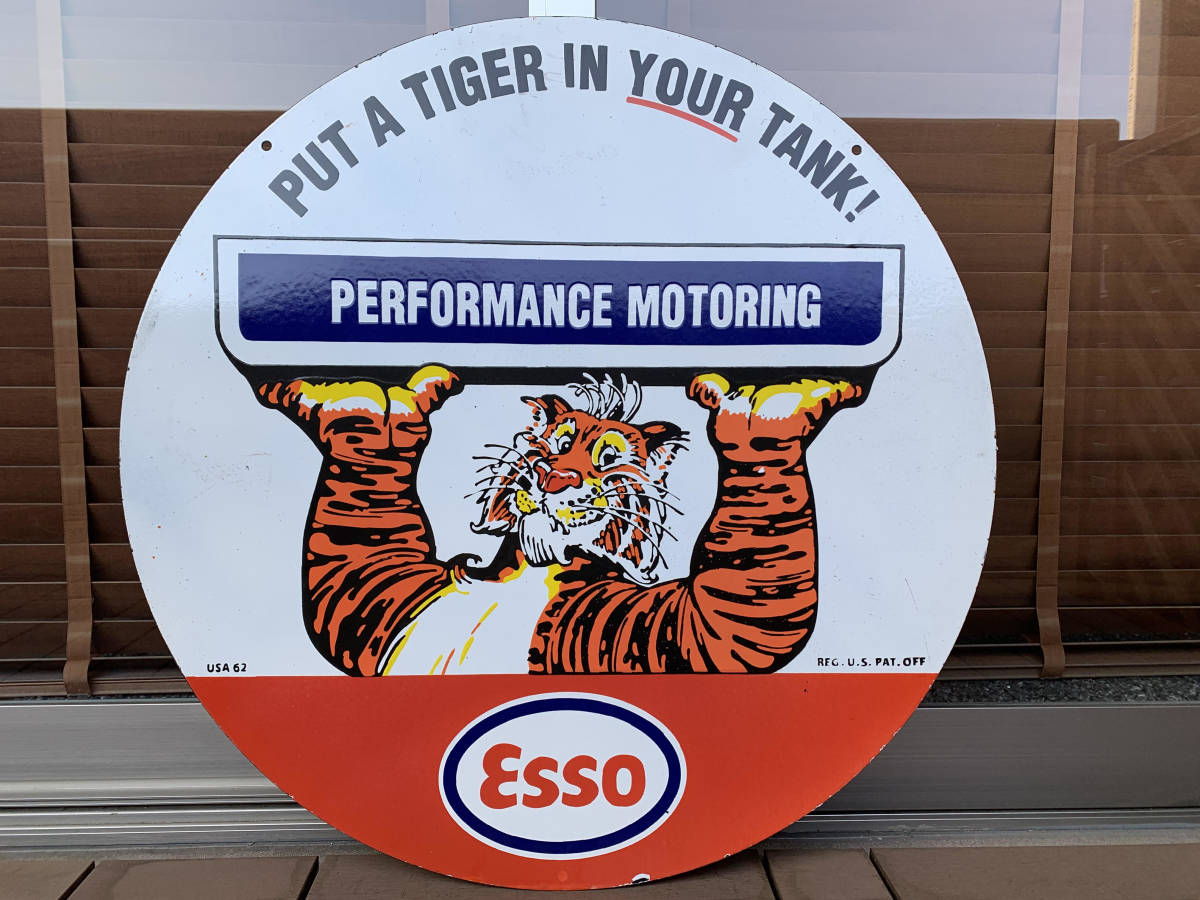 PUT A TIGER IN YOUR TANK!
PERFORMANCE MOTORING
USA 62
REG. U.S. PAT. OFF
Esso